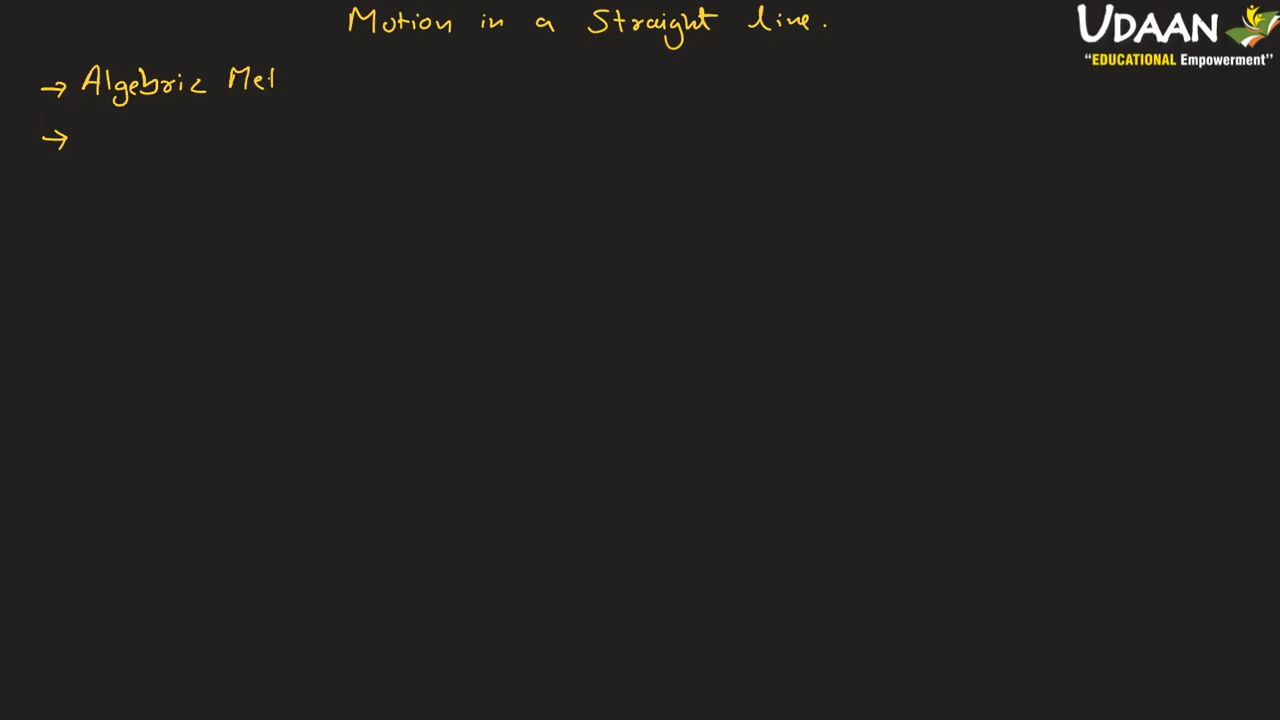 Motion in a Straight line.
UDAAN
"EDUCATIONAL Empowerment"
→ Algebric Met
→